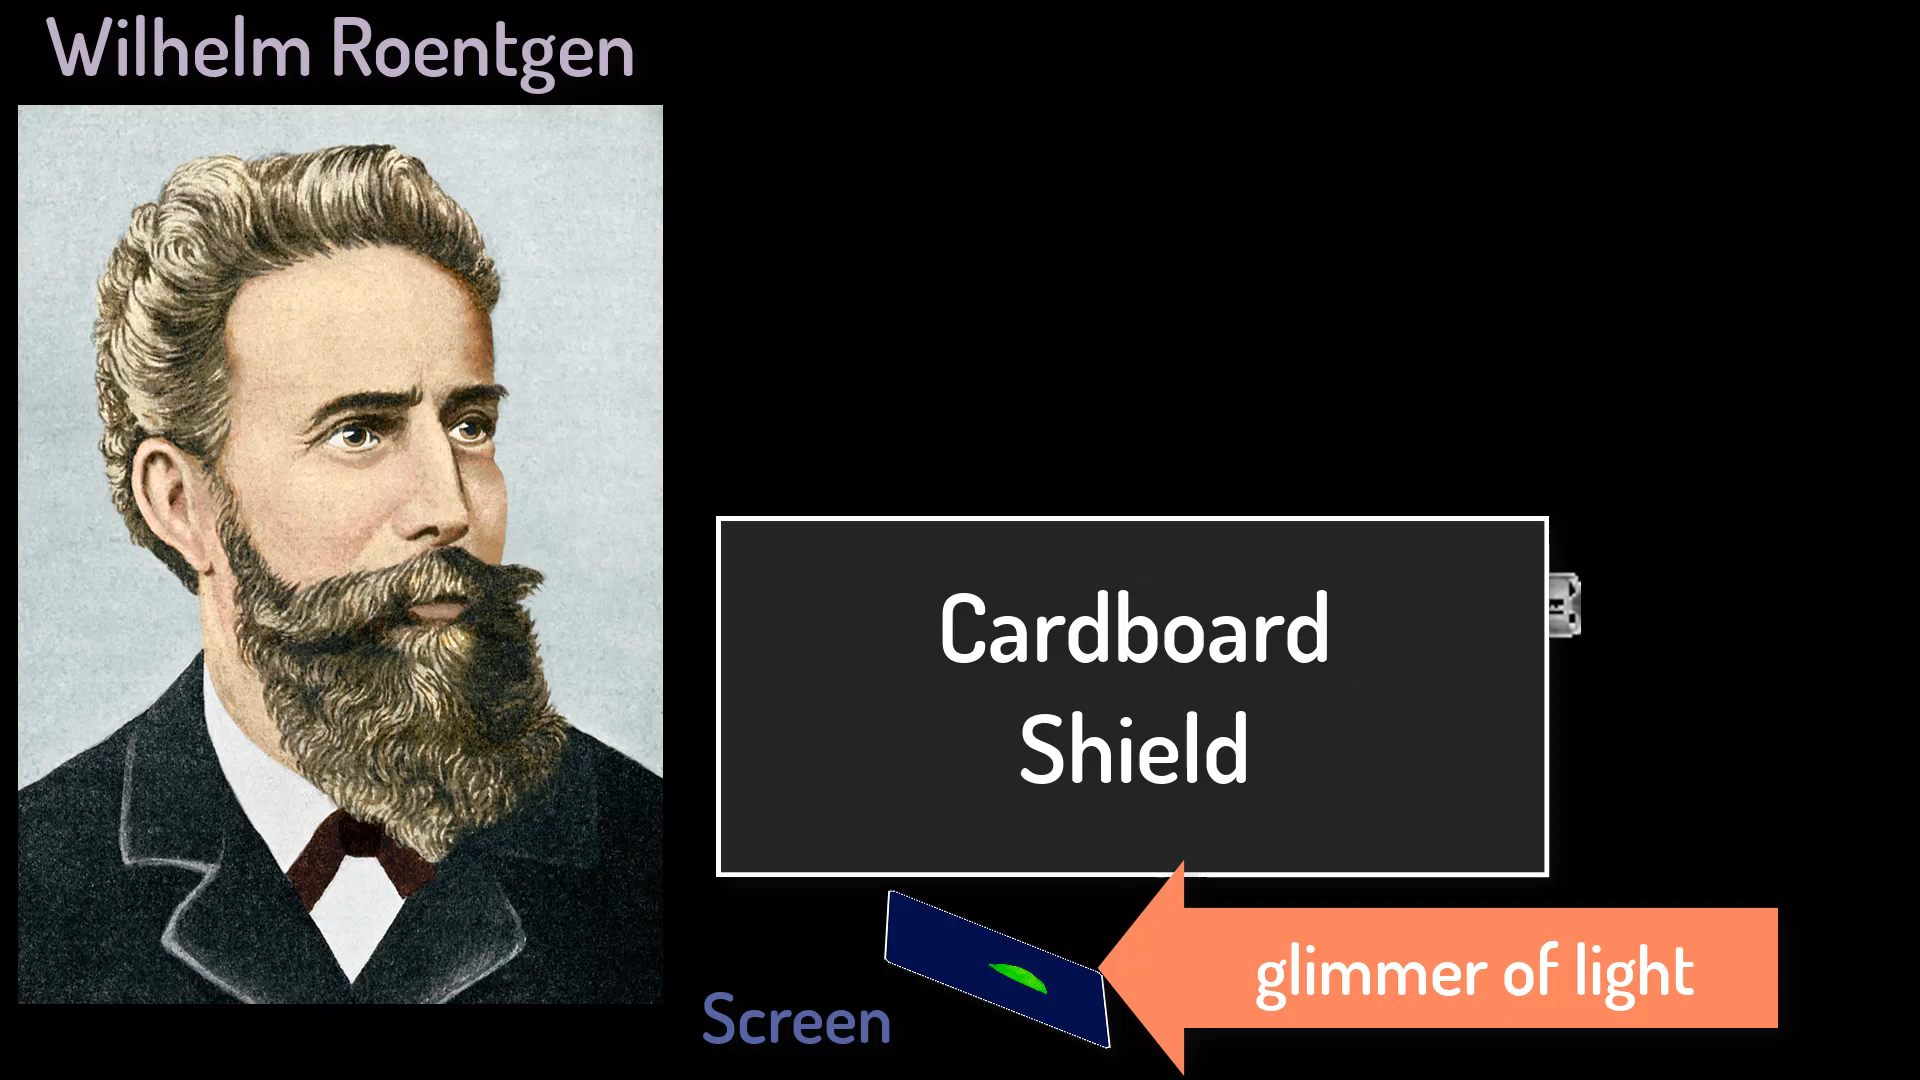 Wilhelm Roentgen
Cardboard
Shield
glimmer of light
Screen